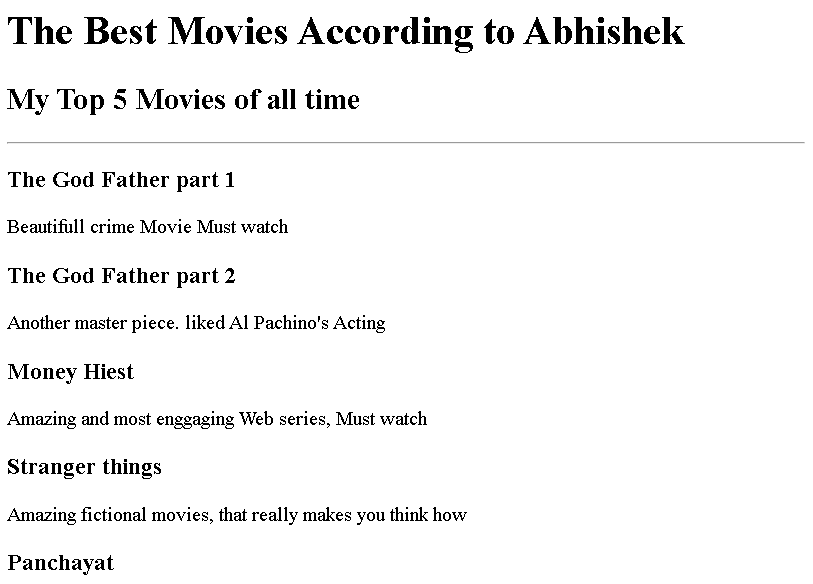 The Best Movies According to Abhishek
My Top 5 Movies of all time
The God Father part 1
Beautifull crime Movie Must watch
The God Father part 2
Another master piece. liked Al Pachino's Acting
Money Hiest
Amazing and most enggaging Web series, Must watch
Stranger things
Amazing fictional movies, that really makes you think how
Panchayat